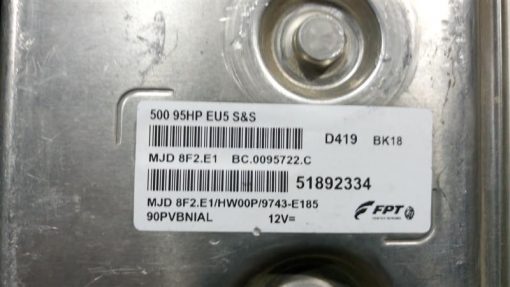 500 95HP EU5 S&S
D419 BK18
MJD 8F2.E1 BC.0095722.C
51892334
MJD 8F2.E1/HW00P/9743-E185
90PVBNIAL 12V=
FPT